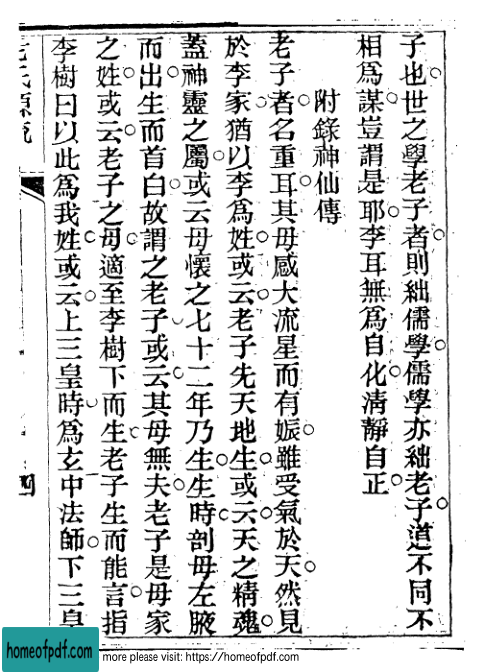 子也世之學老子者則絀儒學儒學亦絀老子道不同不
相爲謀豈謂是耶李耳無爲自化淸靜自正
附錄神仙傳
老子者名重耳其母感大流星而有娠雖受氣於天然見
於李家猶以李爲姓或云老子先天地生或云天之精魂
蓋神靈之屬或云母懷之七十二年乃生生時剖母左腋
而出生而首白故謂之老子或云其母無夫老子是母家
之姓或云老子之母適至李樹下而生老子生而能言指
李樹曰以此爲我姓或云上三皇時爲玄中法師下三皇
四
homeofpdf.com
more please visit: https://homeofpdf.com